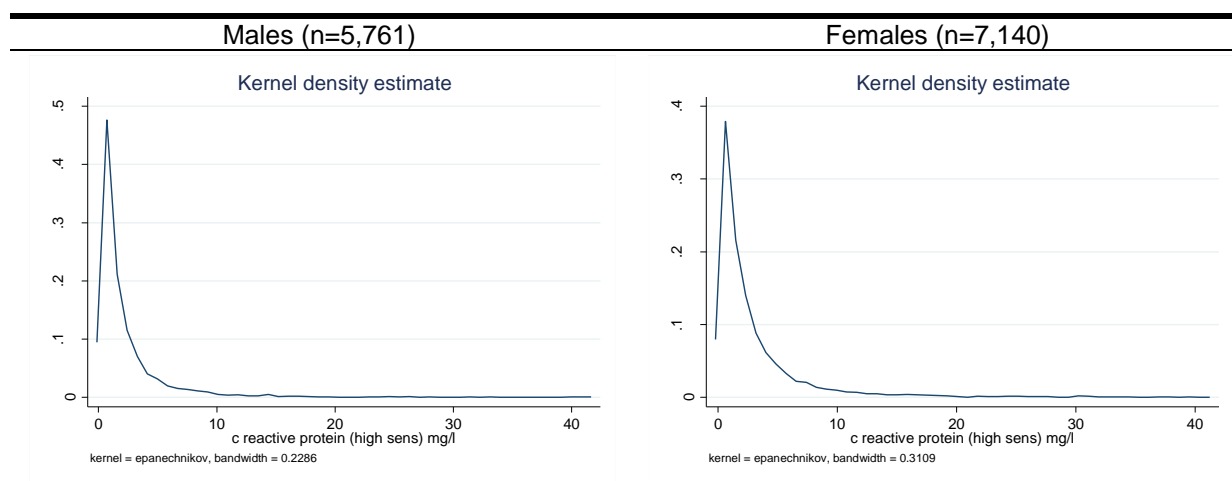 Males (n=5,761)
Females (n=7,140)
Kernel density estimate
.5
.4
.3
.2
.1
0
0 10 20 30 40
c reactive protein (high sens) mg/l
kernel = epanechnikov, bandwidth = 0.2286
Kernel density estimate
.4
.3
.2
.1
0
0 10 20 30 40
c reactive protein (high sens) mg/l
kernel = epanechnikov, bandwidth = 0.3109